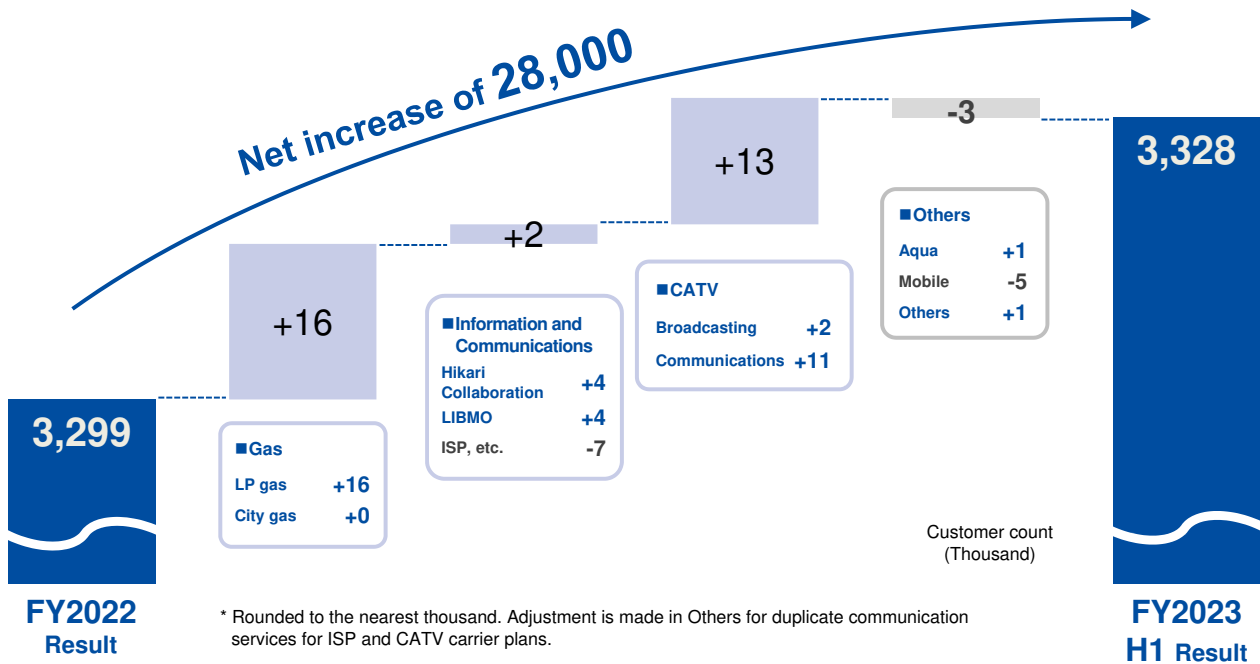 Net increase of 28,000
3,299
FY2022
Result
+16
■Gas
LP gas +16
City gas +0
+2
■Information and
Communications
Hikari
Collaboration +4
LIBMO +4
ISP, etc. -7
+13
■CATV
Broadcasting +2
Communications +11
-3
■Others
Aqua +1
Mobile -5
Others +1
3,328
FY2023
H1 Result
Customer count
(Thousand)
* Rounded to the nearest thousand. Adjustment is made in Others for duplicate communication
services for ISP and CATV carrier plans.